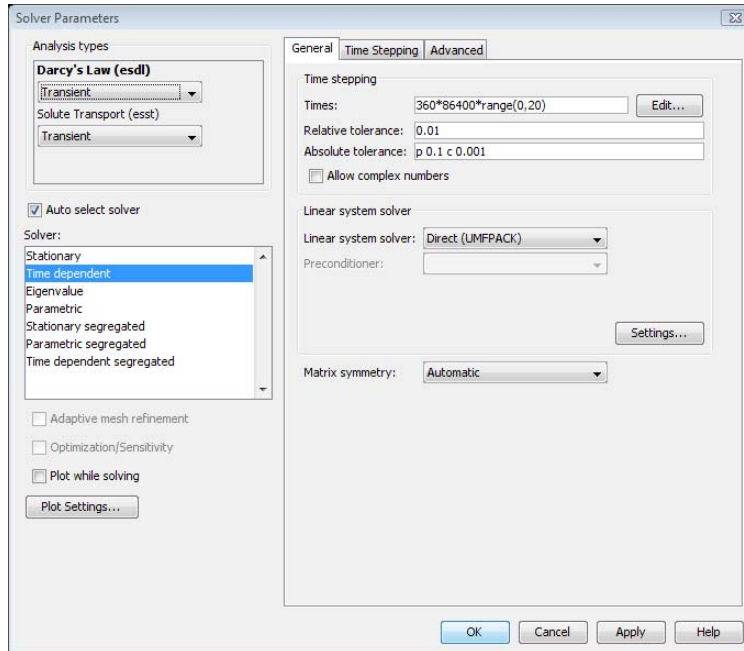 Solver Parameters
Analysis types
Darcy's Law (esdl)
Transient
Solute Transport (esst)
Transient
Auto select solver
Solver:
Stationary
Time dependent
Eigenvalue
Parametric
Stationary segregated
Parametric segregated
Time dependent segregated
Adaptive mesh refinement
Optimization/Sensitivity
Plot while solving
Plot Settings...
General Time Stepping Advanced
Time stepping
Times: 360*86400*range(0,20) Edit...
Relative tolerance: 0.01
Absolute tolerance: p 0.1 c 0.001
Allow complex numbers
Linear system solver
Linear system solver: Direct (UMFPACK)
Preconditioner:
Settings...
Matrix symmetry: Automatic
OK Cancel Apply Help